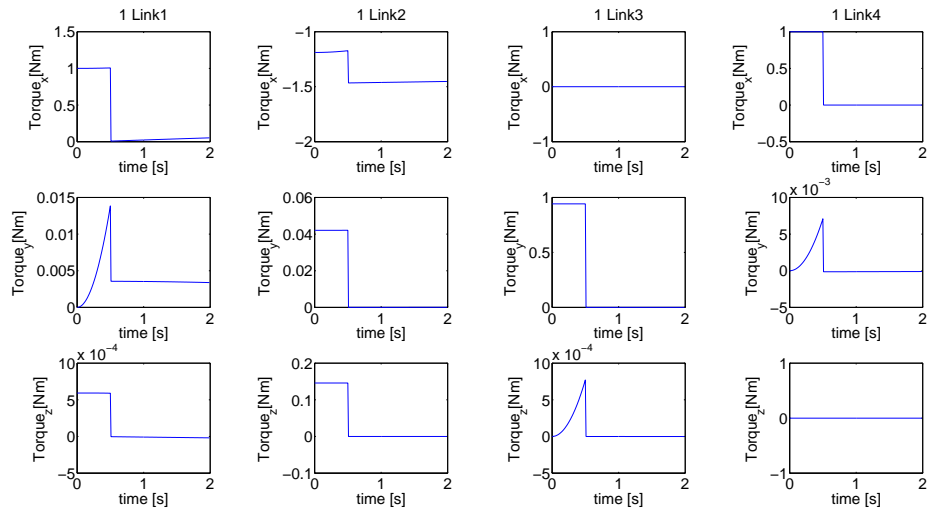 1 Link1
1 Link2
1 Link3
1 Link4
Torque_x[Nm]
1.5
1
0.5
0
0 1 2
time [s]
Torque_x[Nm]
−1
−1.5
−2
0 1 2
time [s]
Torque_x[Nm]
1
0
−1
0 1 2
time [s]
Torque_x[Nm]
1
0.5
0
−0.5
0 1 2
time [s]
Torque_y[Nm]
0.015
0.01
0.005
0
0 1 2
time [s]
Torque_y[Nm]
0.06
0.04
0.02
0
0 1 2
time [s]
Torque_y[Nm]
1
0.5
0
0 1 2
time [s]
x 10^−3
Torque_y[Nm]
10
5
0
−5
0 1 2
time [s]
x 10^−4
Torque_z[Nm]
10
5
0
−5
0 1 2
time [s]
Torque_z[Nm]
0.2
0.1
0
−0.1
0 1 2
time [s]
x 10^−4
Torque_z[Nm]
10
5
0
−5
0 1 2
time [s]
Torque_z[Nm]
1
0
−1
0 1 2
time [s]